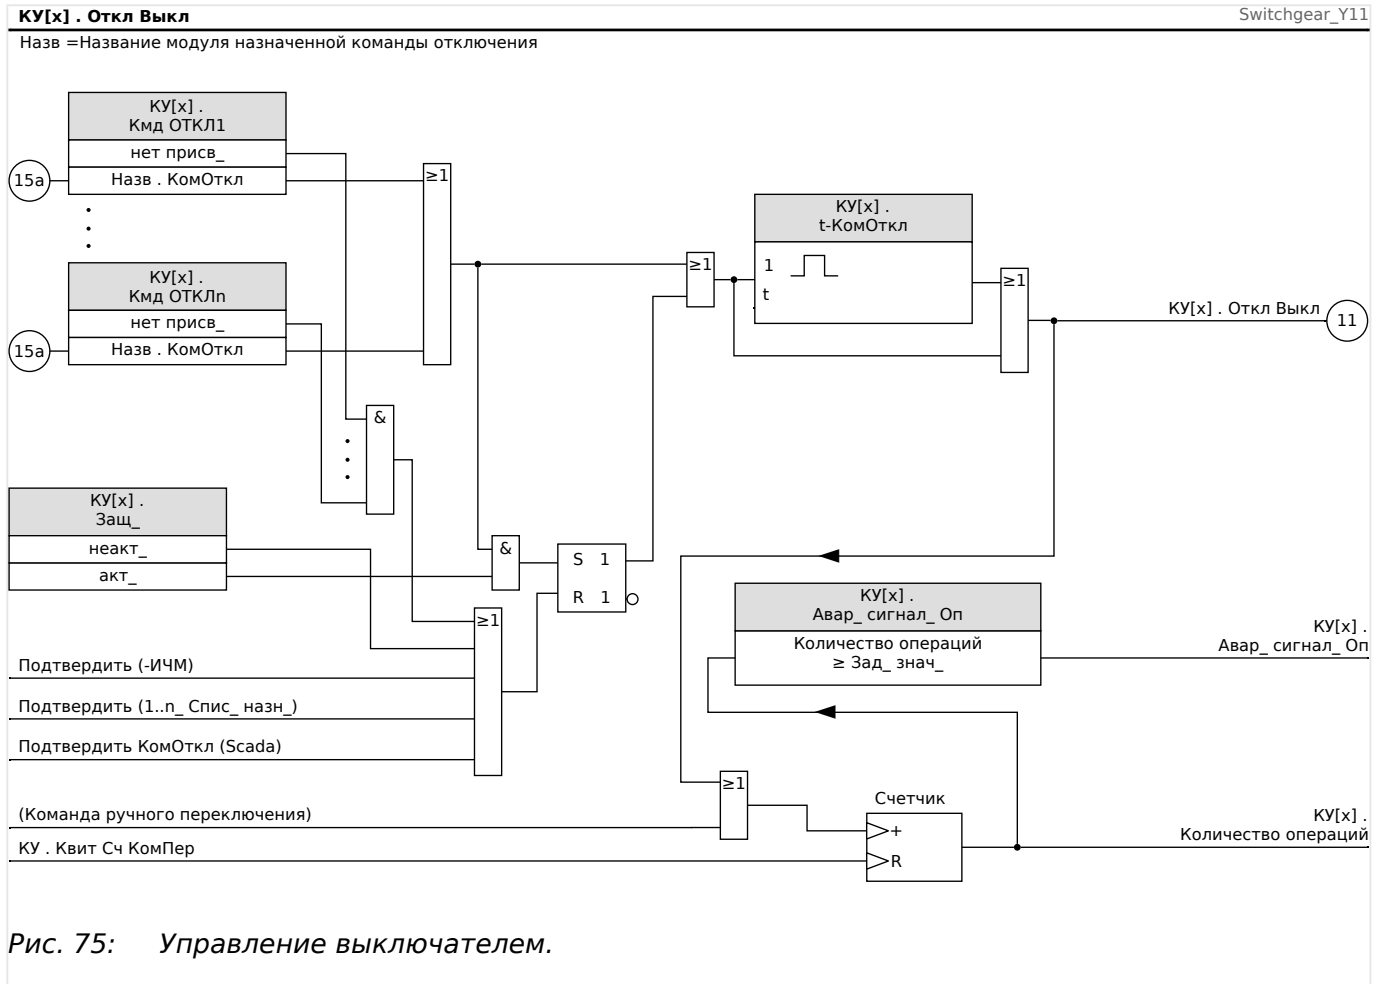 КУ[x] . Откл Выкл
Switchgear_Y11
Назв =Название модуля назначенной команды отключения
КУ[x] .
Кмд ОТКЛ1
нет присв_
15a
Назв . КомОткл
≥1
КУ[x] .
t-КомОткл
1
t
≥1
≥1
КУ[x] .
Кмд ОТКЛn
нет присв_
15a
Назв . КомОткл
КУ[x] . Откл Выкл
11
&
КУ[x] .
Защ_
неакт_
акт_
&
S 1
R 1
≥1
КУ[x] .
Авар_ сигнал_ Оп
Количество операций
≥ Зад_ знач_
КУ[x] .
Авар_ сигнал_ Оп
Подтвердить (-ИЧМ)
Подтвердить (1..n_ Спис_ назн_)
Подтвердить КомОткл (Scada)
≥1
(Команда ручного переключения)
КУ . Квит Сч КомПер
Счетчик
+
R
КУ[x] .
Количество операций
Рис. 75: Управление выключателем.